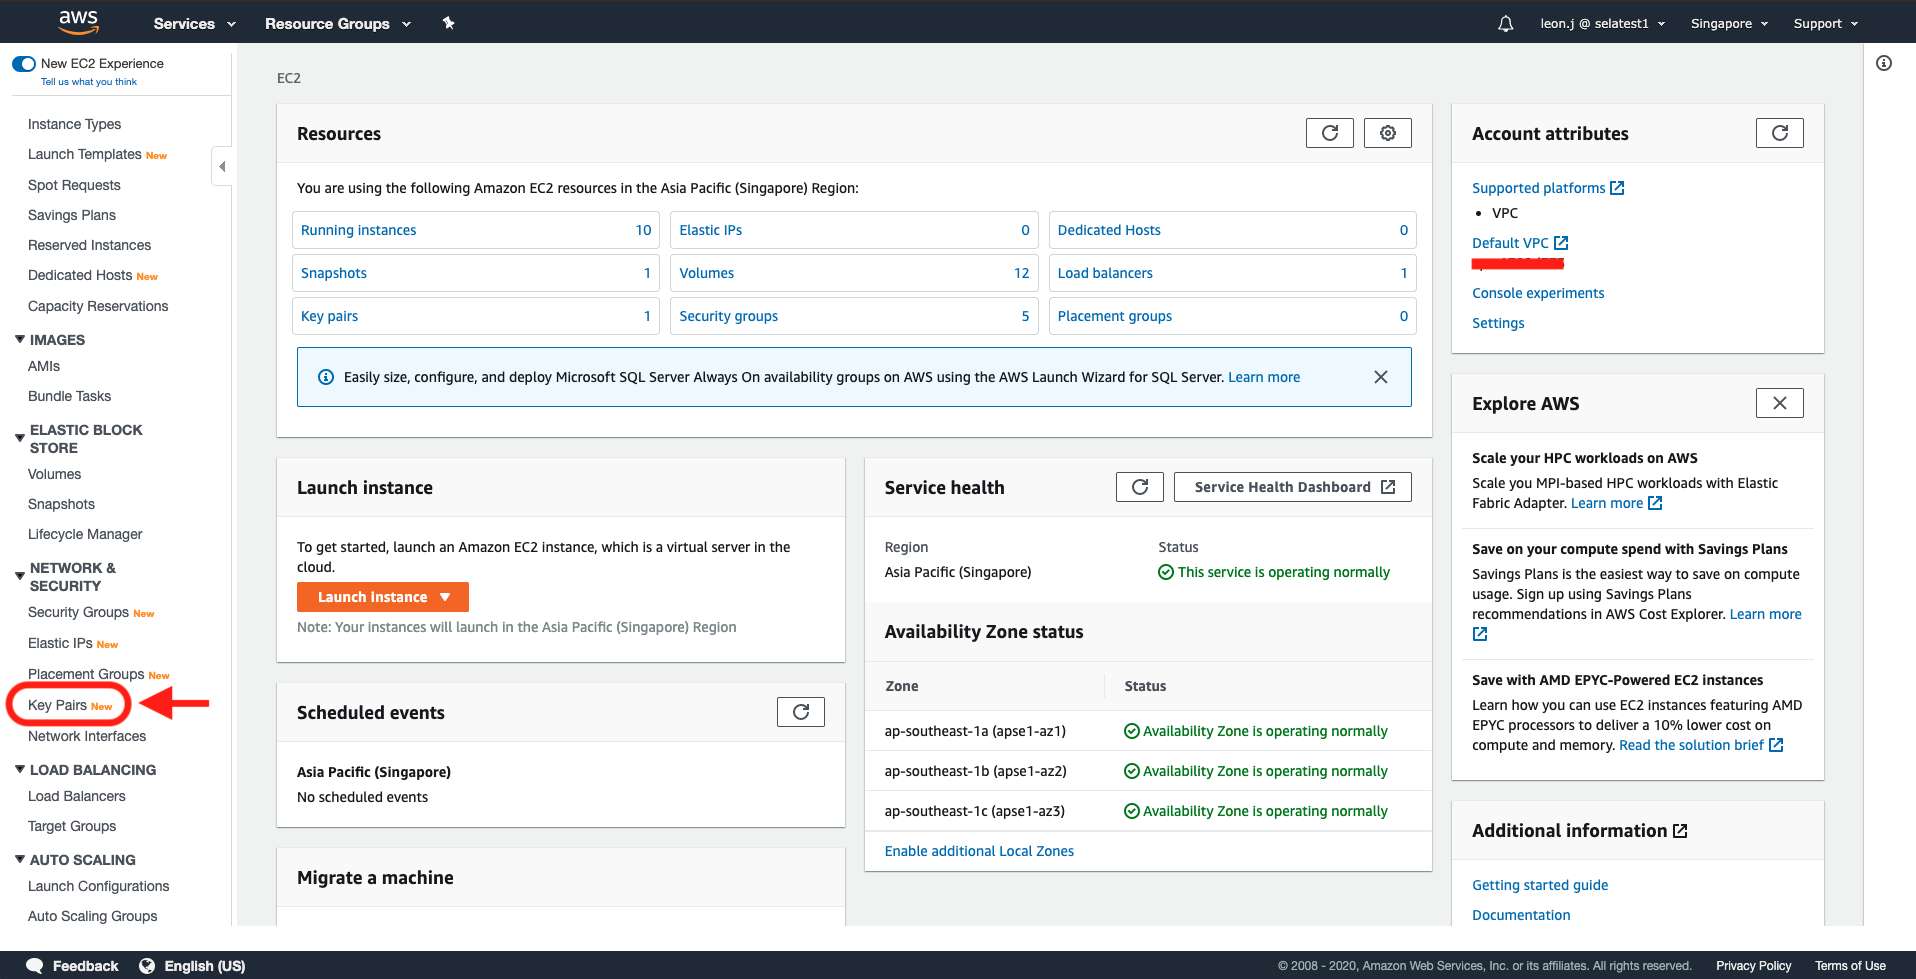 aws
Services
Resource Groups
leon.j @ selatest1
Singapore
Support
New EC2 Experience
Tell us what you think
Instance Types
Launch Templates New
Spot Requests
Savings Plans
Reserved Instances
Dedicated Hosts New
Capacity Reservations
IMAGES
AMIs
Bundle Tasks
ELASTIC BLOCK
STORE
Volumes
Snapshots
Lifecycle Manager
NETWORK &
SECURITY
Security Groups New
Elastic IPs New
Placement Groups New
Key Pairs New
Network Interfaces
LOAD BALANCING
Load Balancers
Target Groups
AUTO SCALING
Launch Configurations
Auto Scaling Groups
EC2
Resources
You are using the following Amazon EC2 resources in the Asia Pacific (Singapore) Region:
Running instances 10
Elastic IPs 0
Dedicated Hosts 0
Snapshots 1
Volumes 12
Load balancers 1
Key pairs 1
Security groups 5
Placement groups 0
Easily size, configure, and deploy Microsoft SQL Server Always On availability groups on AWS using the AWS Launch Wizard for SQL Server. Learn more
Launch instance
To get started, launch an Amazon EC2 instance, which is a virtual server in the
cloud.
Launch instance
Note: Your instances will launch in the Asia Pacific (Singapore) Region
Scheduled events
Asia Pacific (Singapore)
No scheduled events
Migrate a machine
Service health
Service Health Dashboard
Region
Status
Asia Pacific (Singapore)
This service is operating normally
Availability Zone status
Zone
Status
ap-southeast-1a (apse1-az1)
Availability Zone is operating normally
ap-southeast-1b (apse1-az2)
Availability Zone is operating normally
ap-southeast-1c (apse1-az3)
Availability Zone is operating normally
Enable additional Local Zones
Account attributes
Supported platforms
• VPC
Default VPC
Console experiments
Settings
Explore AWS
Scale your HPC workloads on AWS
Scale you MPI-based HPC workloads with Elastic
Fabric Adapter. Learn more
Save on your compute spend with Savings Plans
Savings Plans is the easiest way to save on compute
usage. Sign up using Savings Plans
recommendations in AWS Cost Explorer. Learn more
Save with AMD EPYC-Powered EC2 instances
Learn how you can use EC2 instances featuring AMD
EPYC processors to deliver a 10% lower cost on
compute and memory. Read the solution brief
Additional information
Getting started guide
Documentation
Feedback
English (US)
© 2008 - 2020, Amazon Web Services, Inc. or its affiliates. All rights reserved.
Privacy Policy
Terms of Use